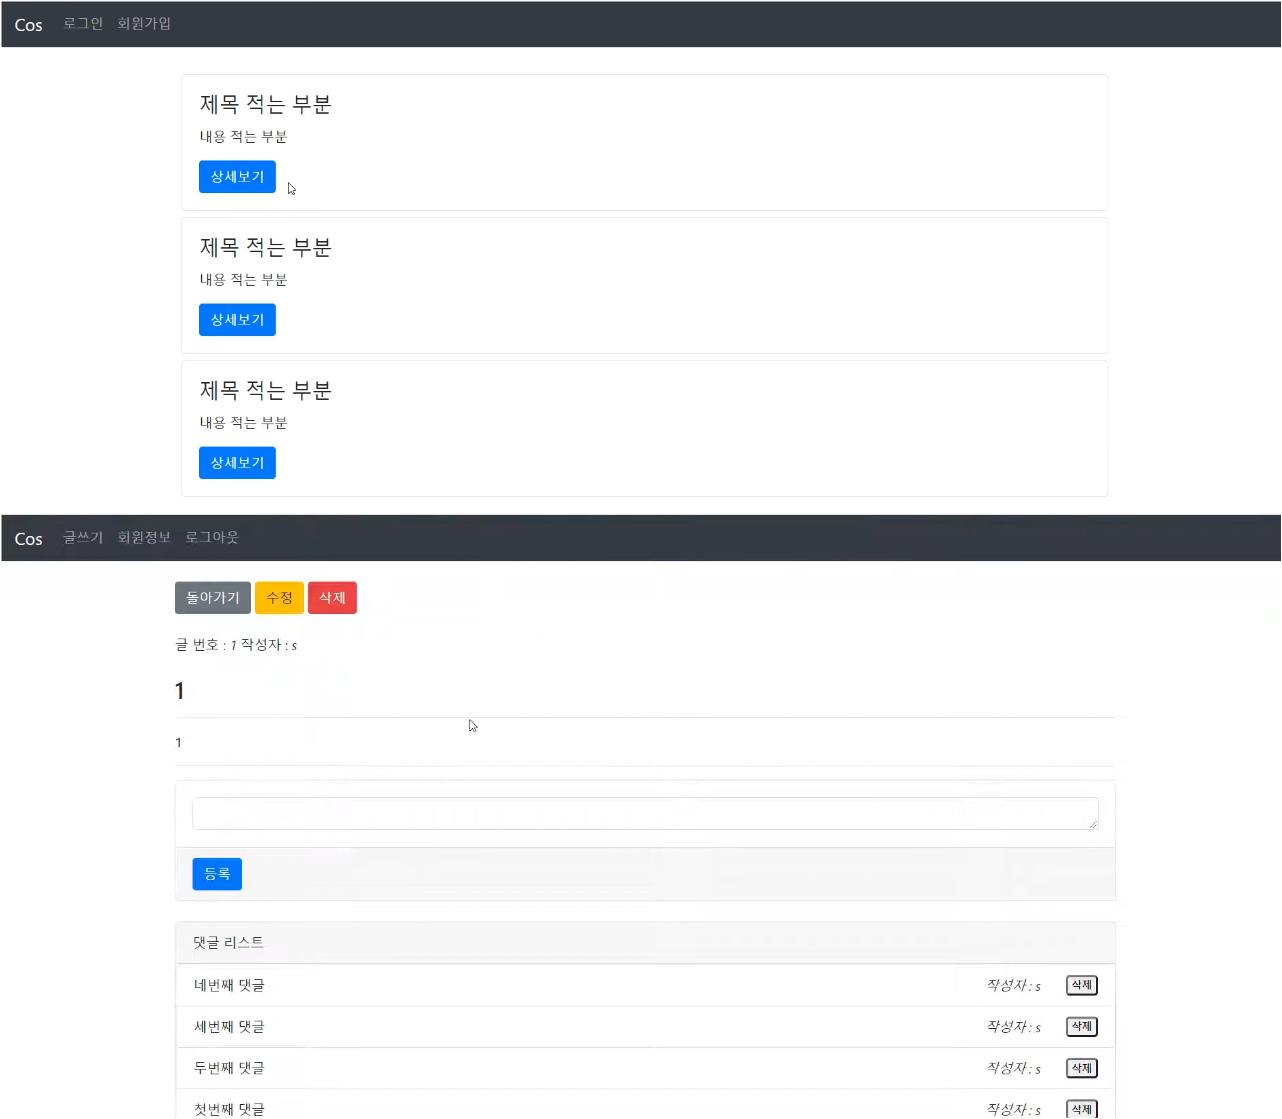 Cos 로그인 회원가입
제목 적는 부분
내용 적는 부분
상세보기
제목 적는 부분
내용 적는 부분
상세보기
제목 적는 부분
내용 적는 부분
상세보기
Cos 글쓰기 회원정보 로그아웃
돌아가기 수정 삭제
글 번호 : 1 작성자 : s
1
1
등록
댓글 리스트
네번째 댓글 작성자 : s 삭제
세번째 댓글 작성자 : s 삭제
두번째 댓글 작성자 : s 삭제
첫번째 댓글 작성자 : s 삭제